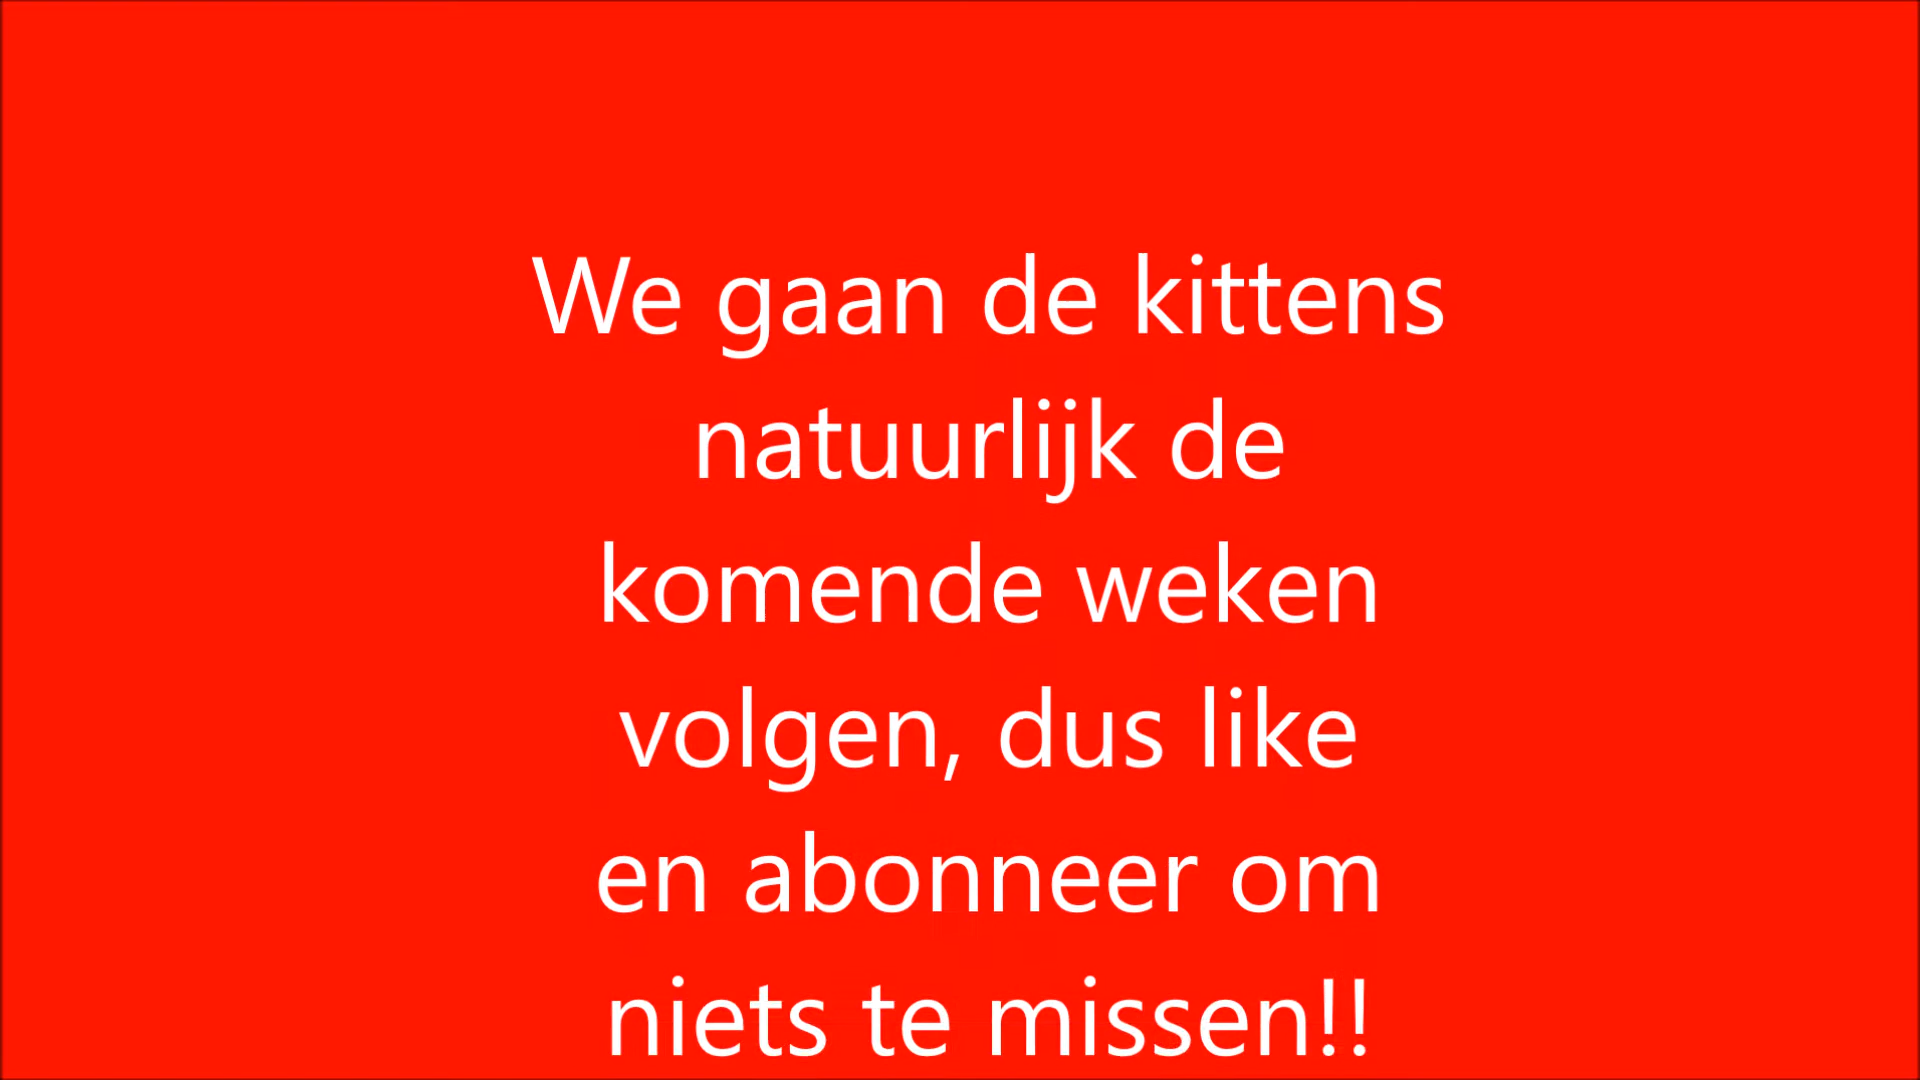 We gaan de kittens
natuurlijk de
komende weken
volgen, dus like
en abonneer om
niets te missen!!